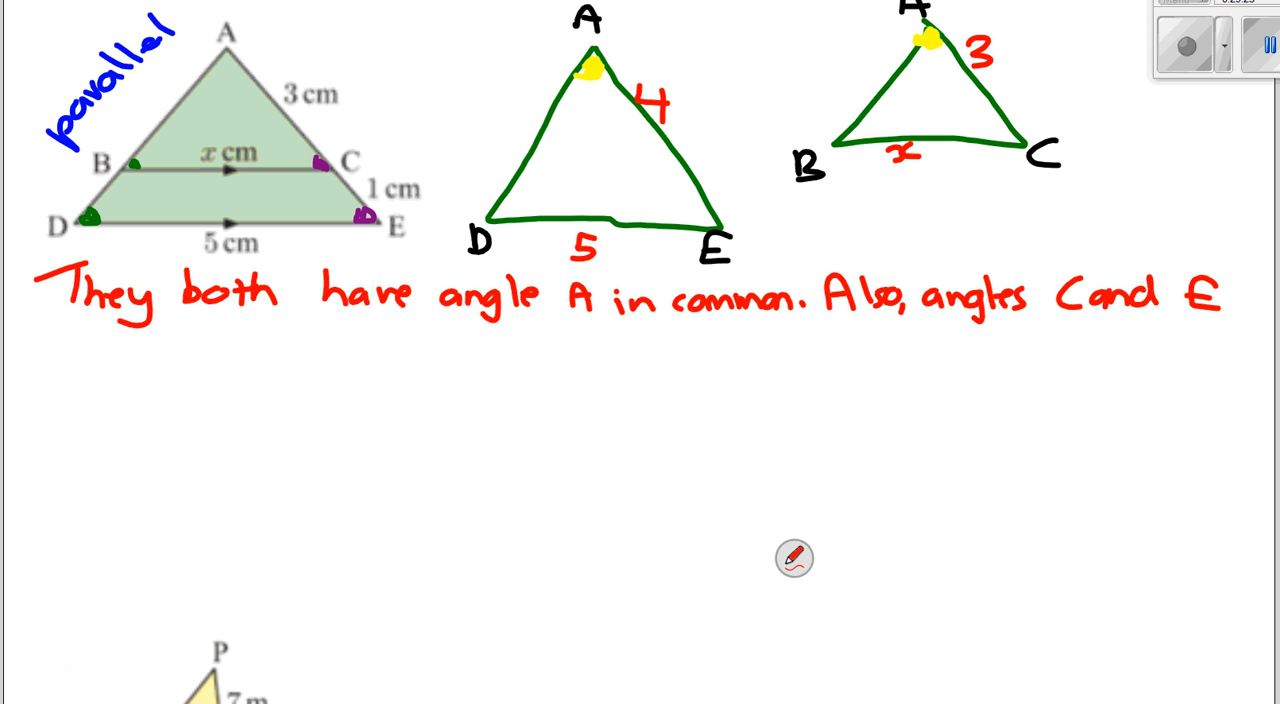 parallel
A
3 cm
B
x cm
C
1 cm
D
5 cm
E
A
4
D
5
E
A
3
B
x
C
They both have angle A in common. Also, angles C and E
P
7 m